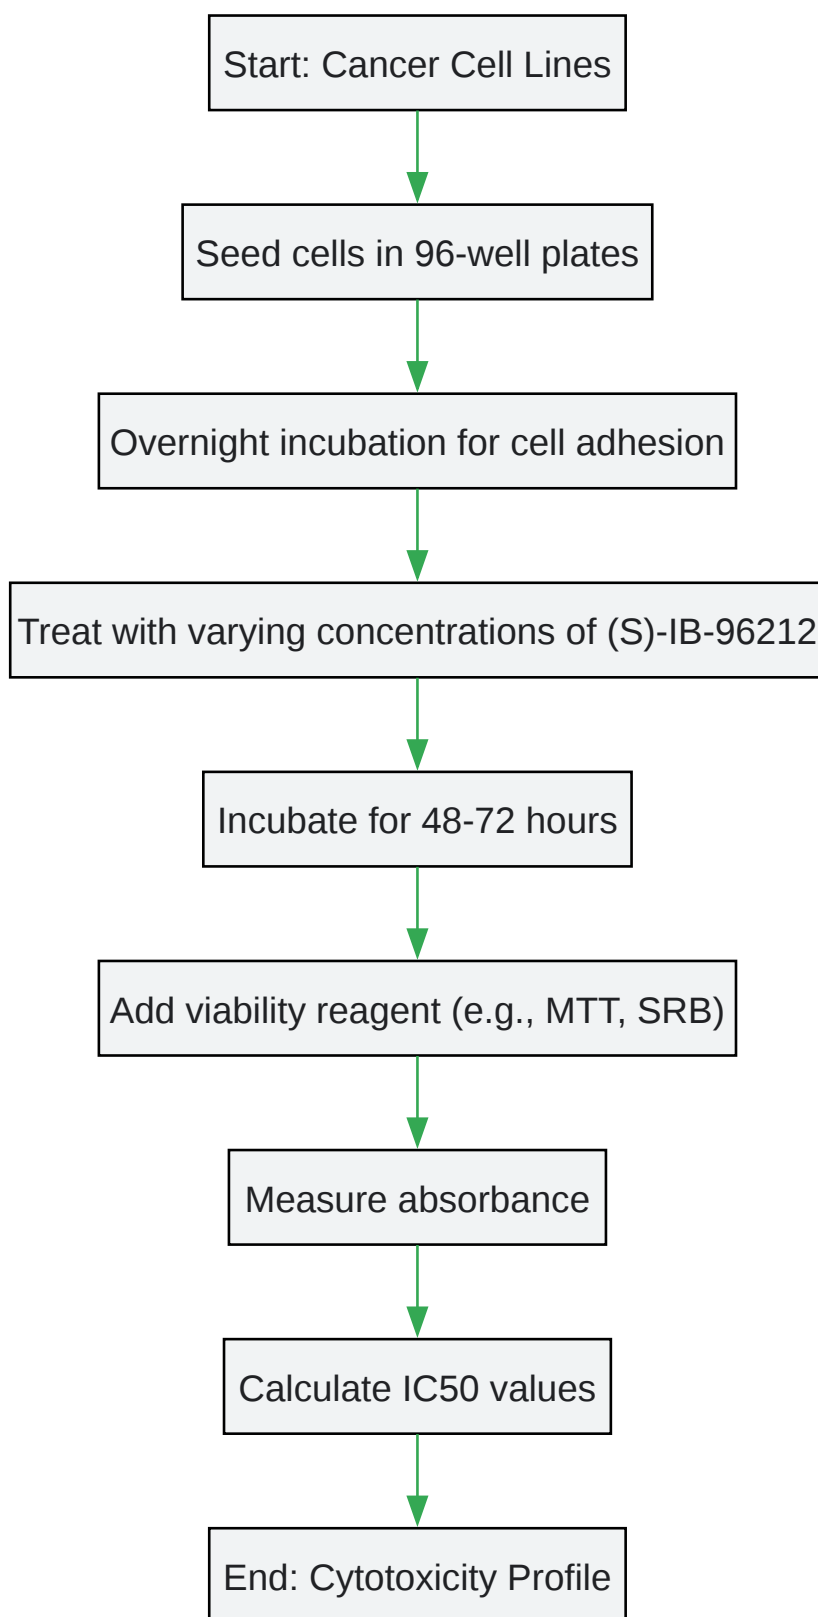 Start: Cancer Cell Lines
Seed cells in 96-well plates
Overnight incubation for cell adhesion
Treat with varying concentrations of (S)-IB-96212
Incubate for 48-72 hours
Add viability reagent (e.g., MTT, SRB)
Measure absorbance
Calculate IC50 values
End: Cytotoxicity Profile